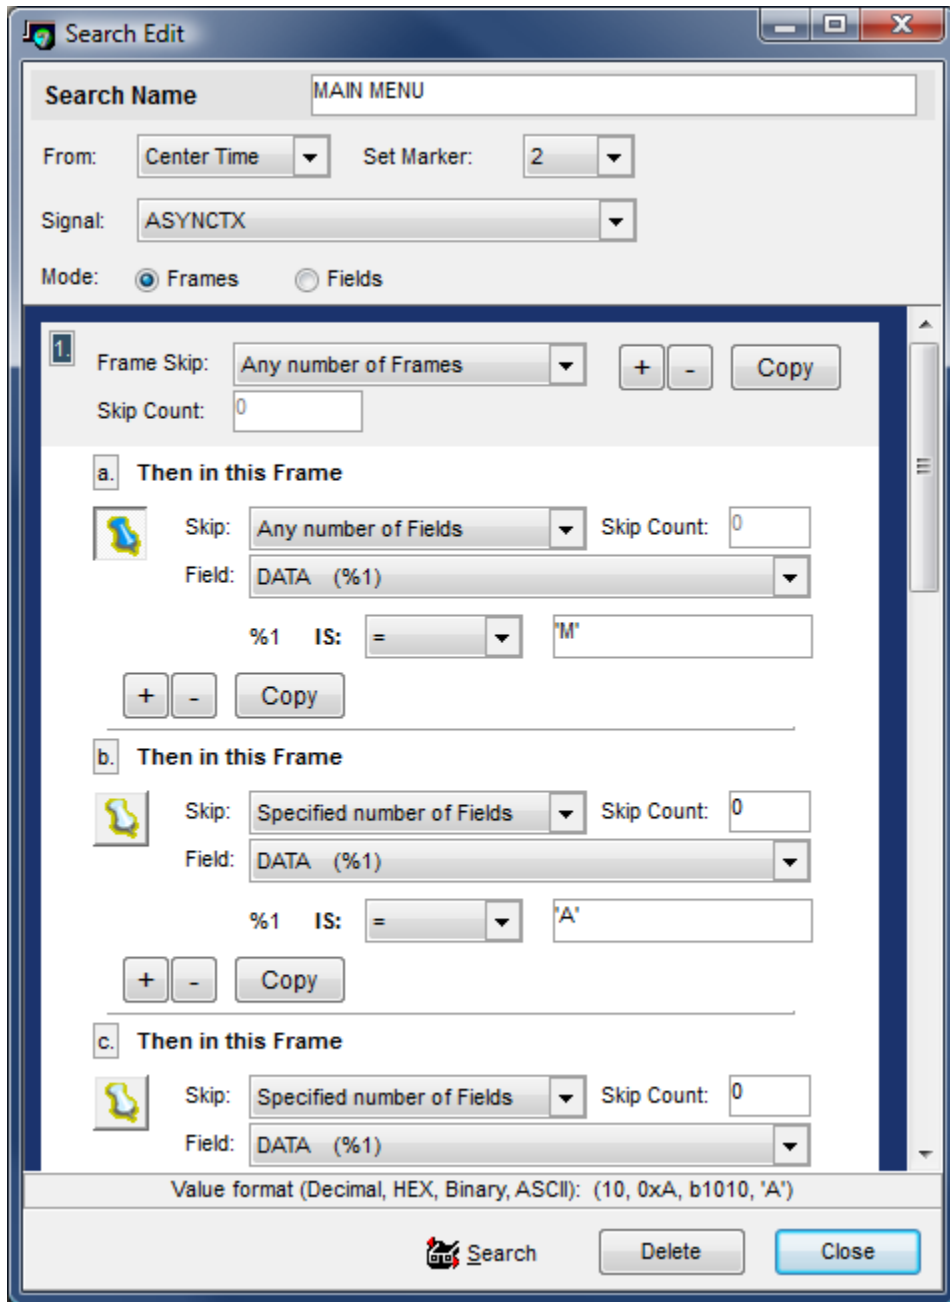 Search Edit
Search Name MAIN MENU
From: Center Time Set Marker: 2
Signal: ASYNCTX
Mode: Frames Fields
1. Frame Skip: Any number of Frames + - Copy
Skip Count: 0
a. Then in this Frame
Skip: Any number of Fields Skip Count: 0
Field: DATA (%1)
%1 IS: = 'M'
+ - Copy
b. Then in this Frame
Skip: Specified number of Fields Skip Count: 0
Field: DATA (%1)
%1 IS: = 'A'
+ - Copy
c. Then in this Frame
Skip: Specified number of Fields Skip Count: 0
Field: DATA (%1)
Value format (Decimal, HEX, Binary, ASCII): (10, 0xA, b1010, 'A')
Search Delete Close